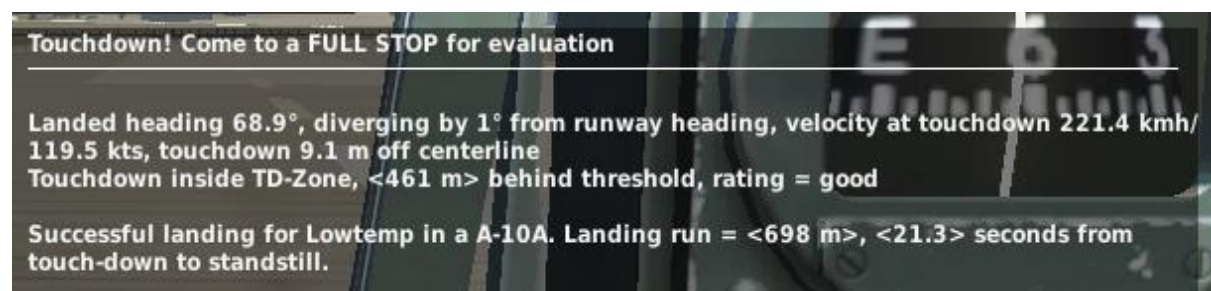 Touchdown! Come to a FULL STOP for evaluation
E 6 3
Landed heading 68.9°, diverging by 1° from runway heading, velocity at touchdown 221.4 kmh/
119.5 kts, touchdown 9.1 m off centerline
Touchdown inside TD-Zone, <461 m> behind threshold, rating = good
Successful landing for Lowtemp in a A-10A. Landing run = <698 m>, <21.3> seconds from
touch-down to standstill.